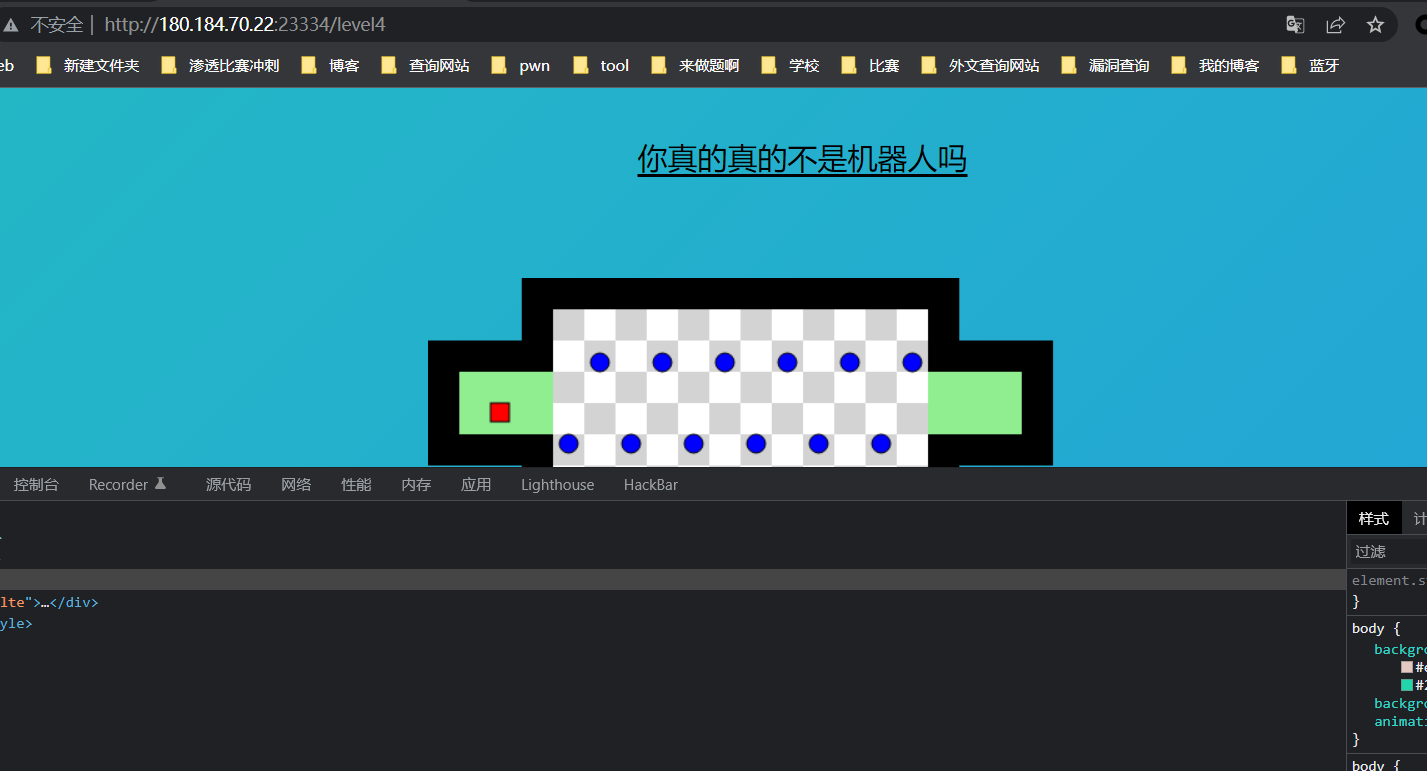 不安全 | http://180.184.70.22:23334/level4
eb 新建文件夹 渗透比赛冲刺 博客 查询网站 pwn tool 来做题啊 学校 比赛 外文查询网站 漏洞查询 我的博客 蓝牙
你真的真的不是机器人吗
控制台 Recorder 源代码 网络 性能 内存 应用 Lighthouse HackBar
样式 计
过滤
element.s
}
lte">…</div>
yle>
body {
backgro
#e
#2
backgro
animati
}
body {